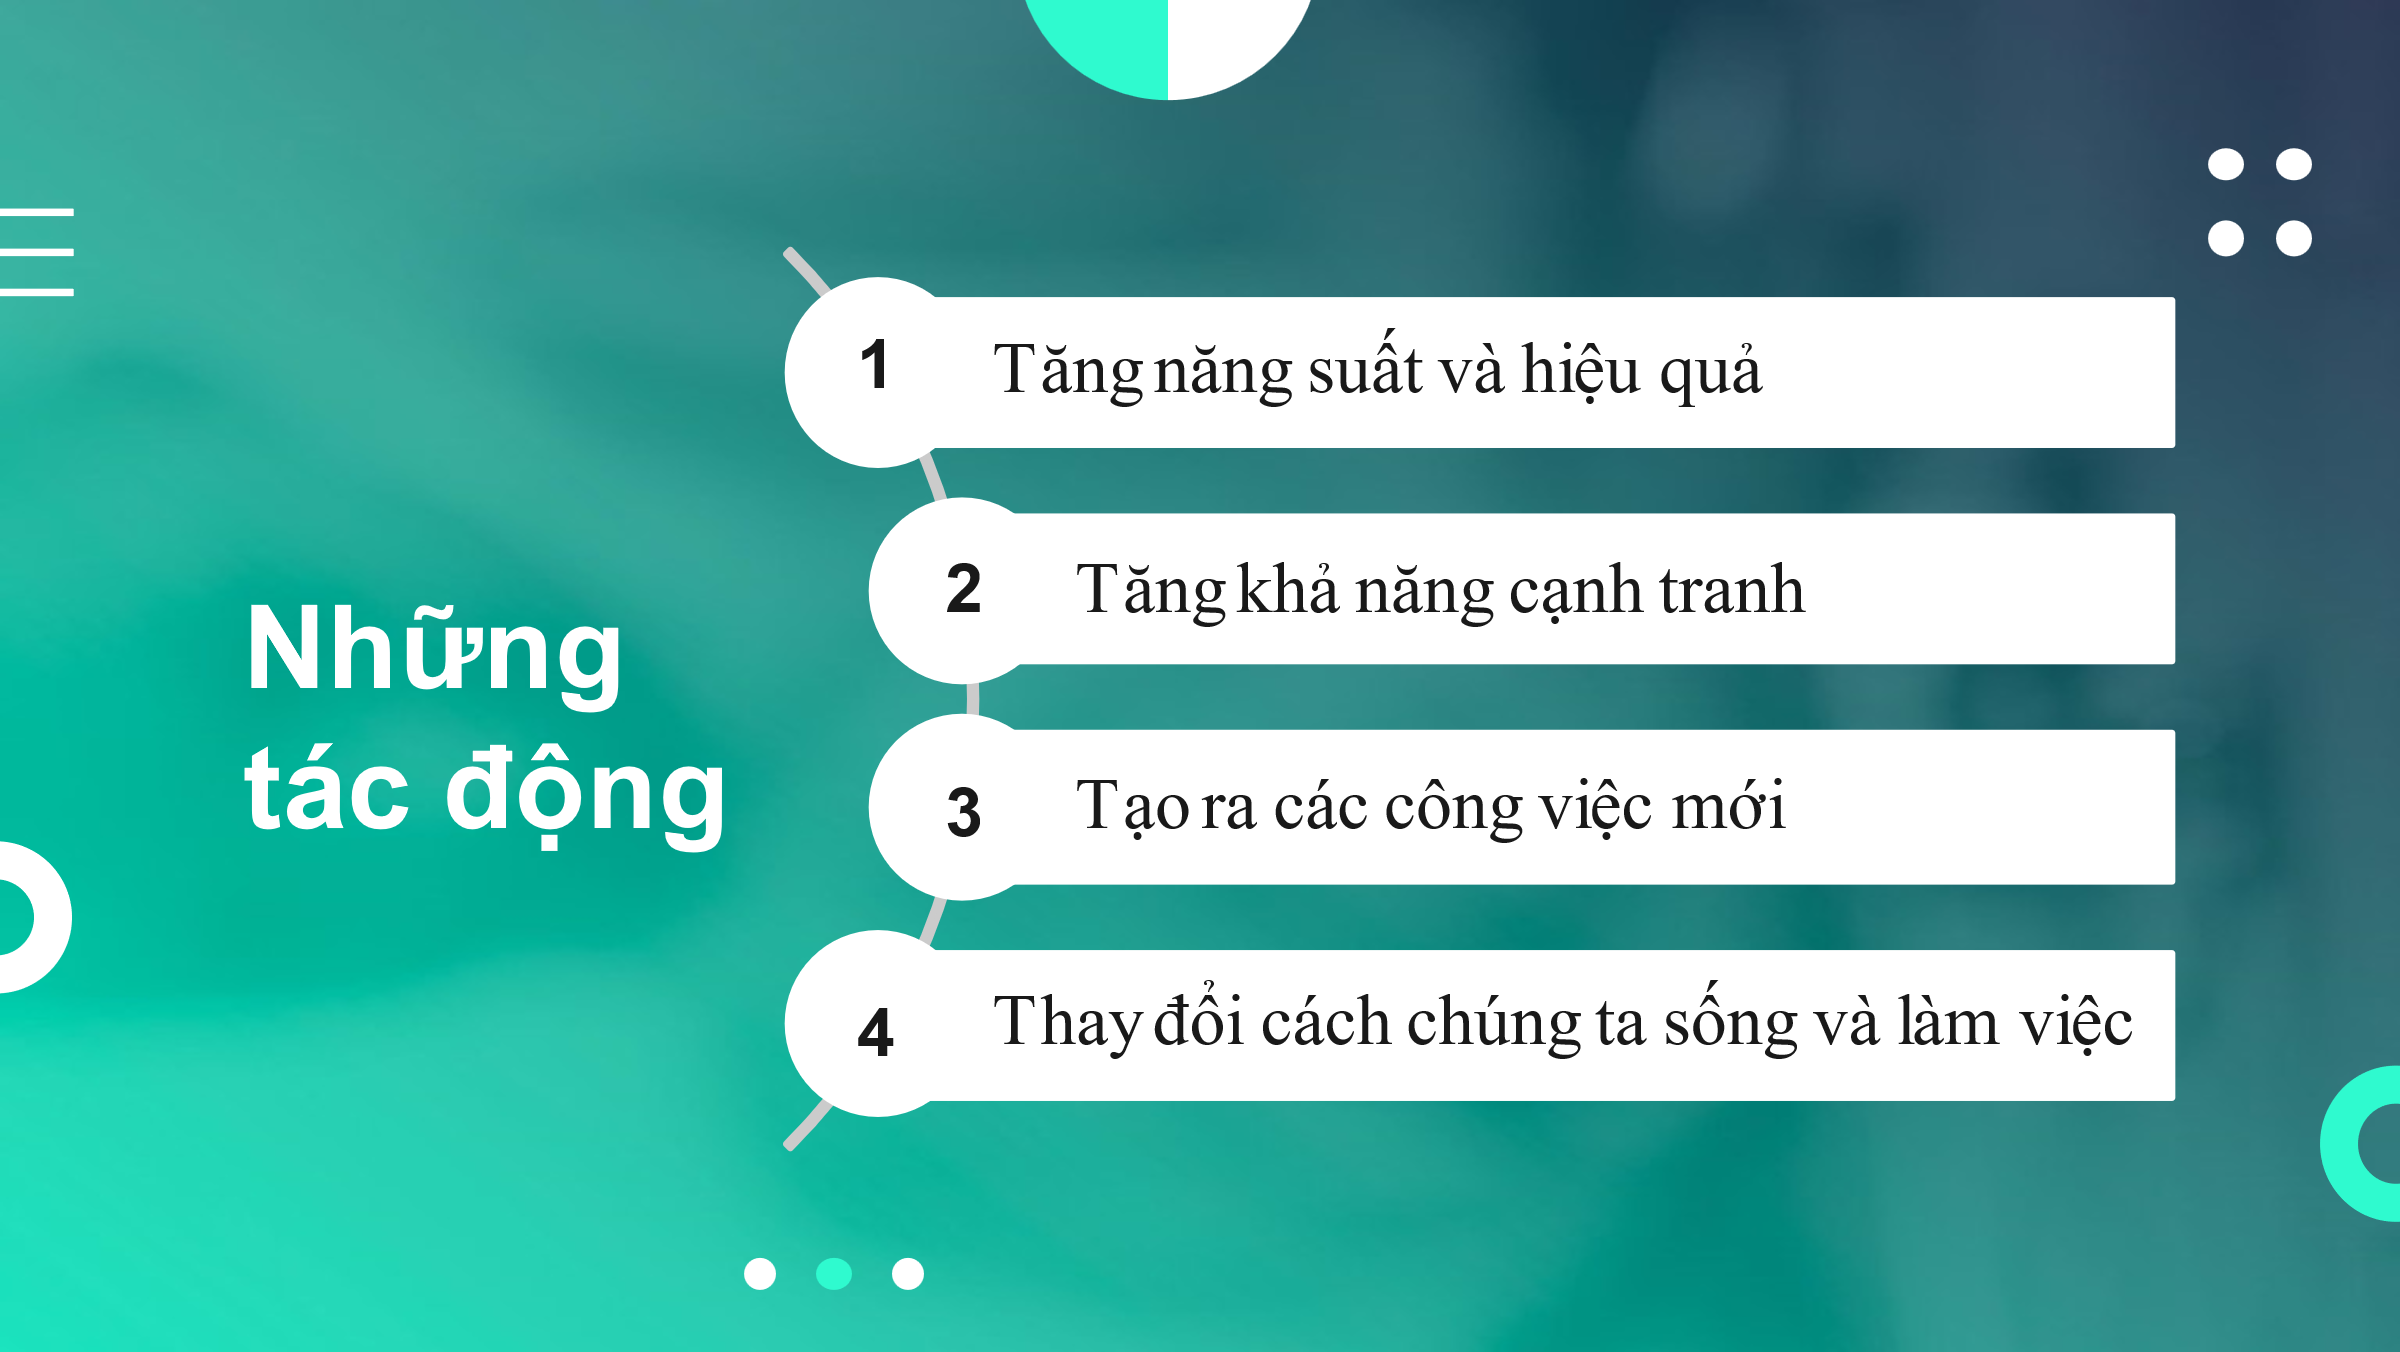 Những
tác động
1
Tăng năng suất và hiệu quả
2
Tăng khả năng cạnh tranh
3
Tạo ra các công việc mới
4
Thay đổi cách chúng ta sống và làm việc